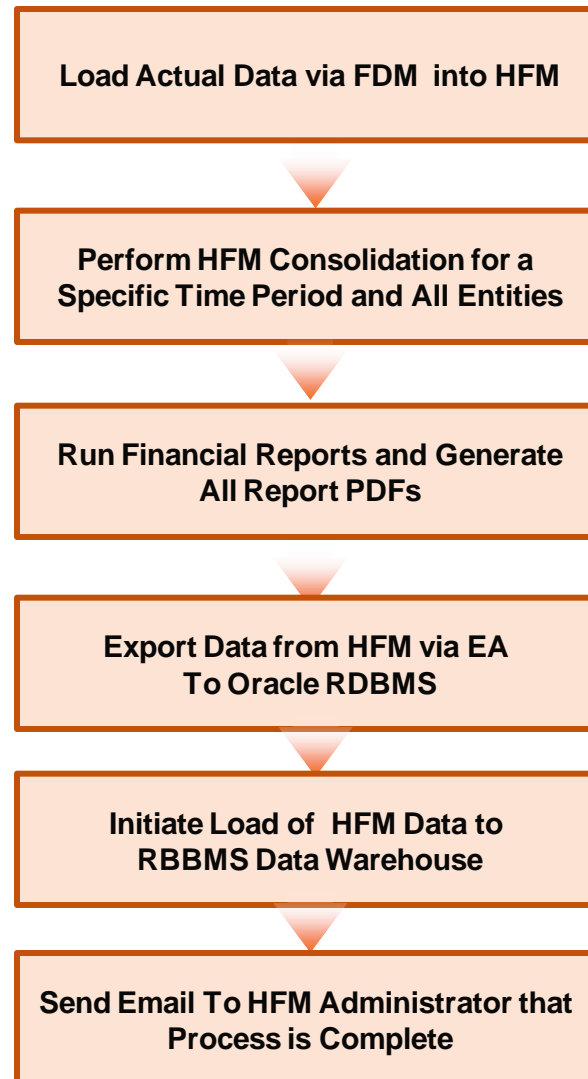 Load Actual Data via FDM into HFM
Perform HFM Consolidation for a
Specific Time Period and All Entities
Run Financial Reports and Generate
All Report PDFs
Export Data from HFM via EA
To Oracle RDBMS
Initiate Load of HFM Data to
RBBMS Data Warehouse
Send Email To HFM Administrator that
Process is Complete